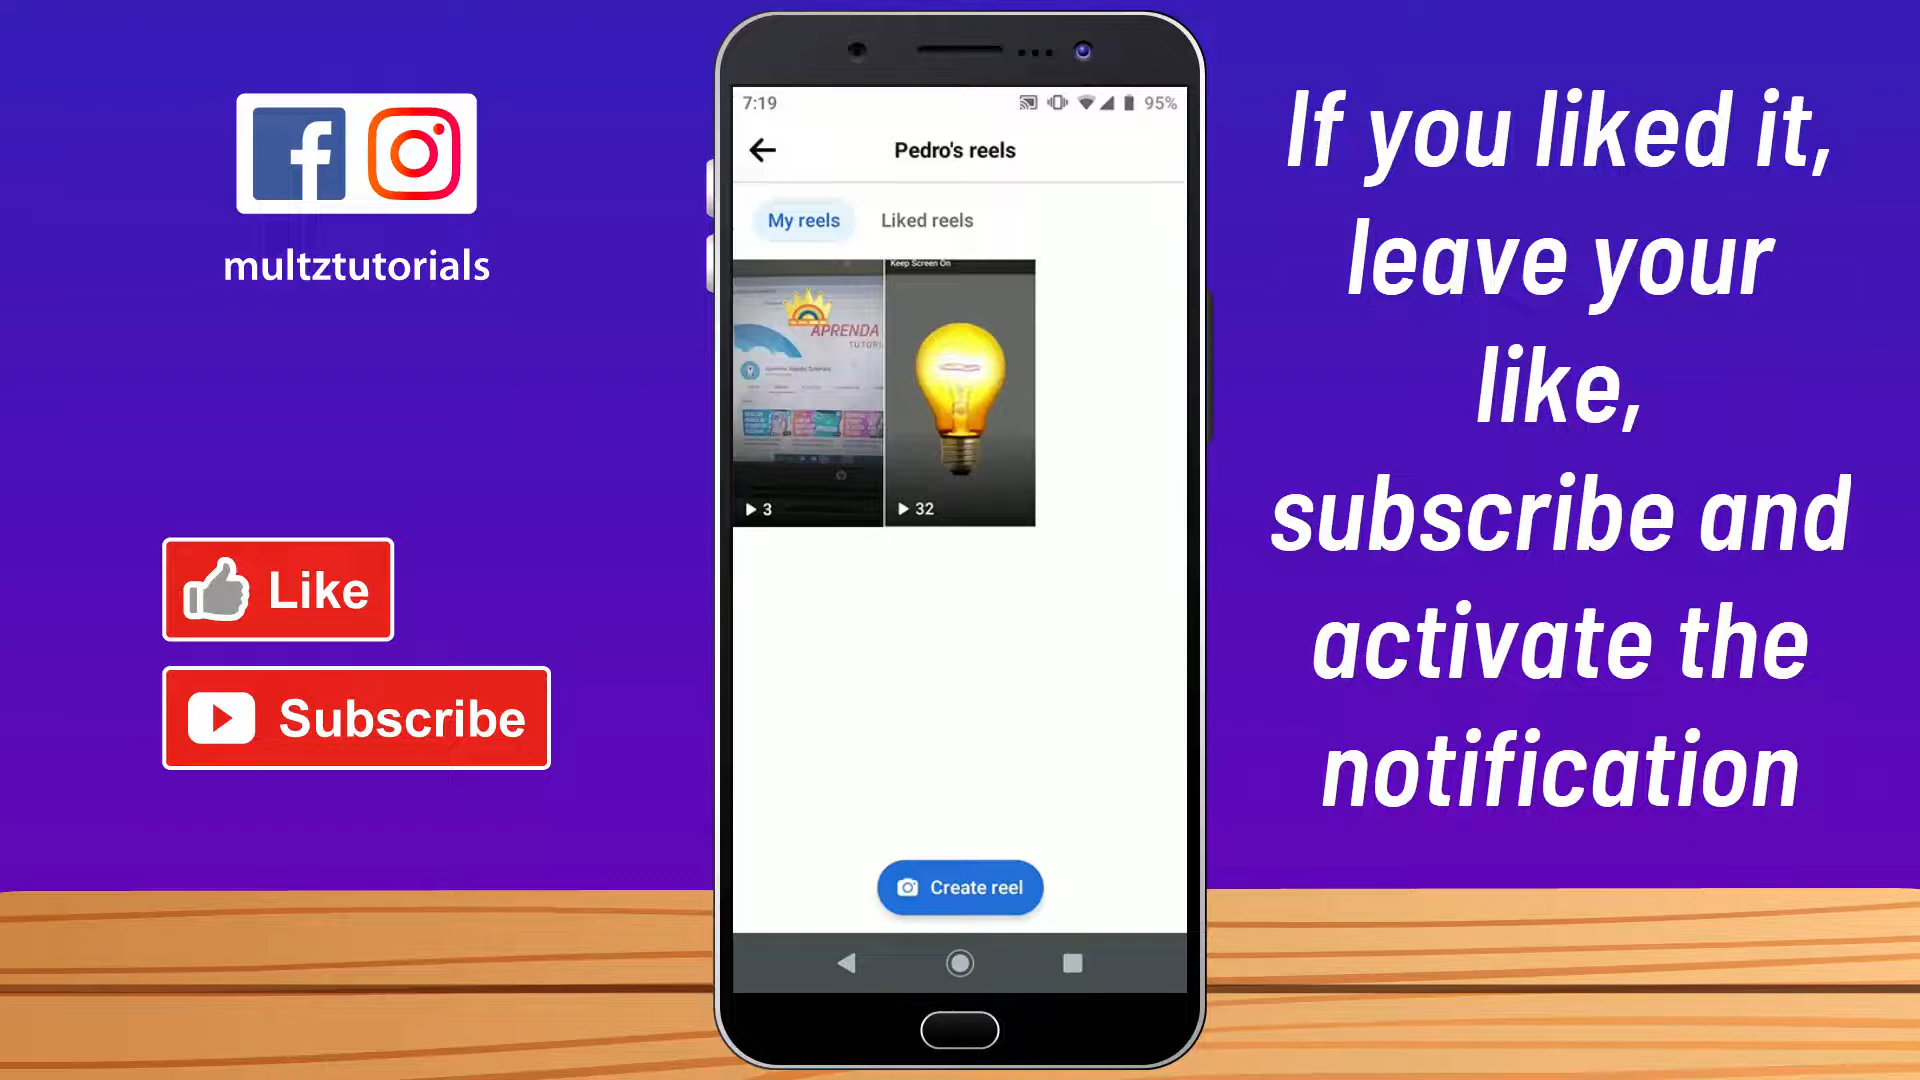 multztutorials
Like
Subscribe
7:19
95%
Pedro's reels
My reels
Liked reels
Keep Screen On
APRENDA
3
32
Create reel
If you liked it,
leave your
like,
subscribe and
activate the
notification